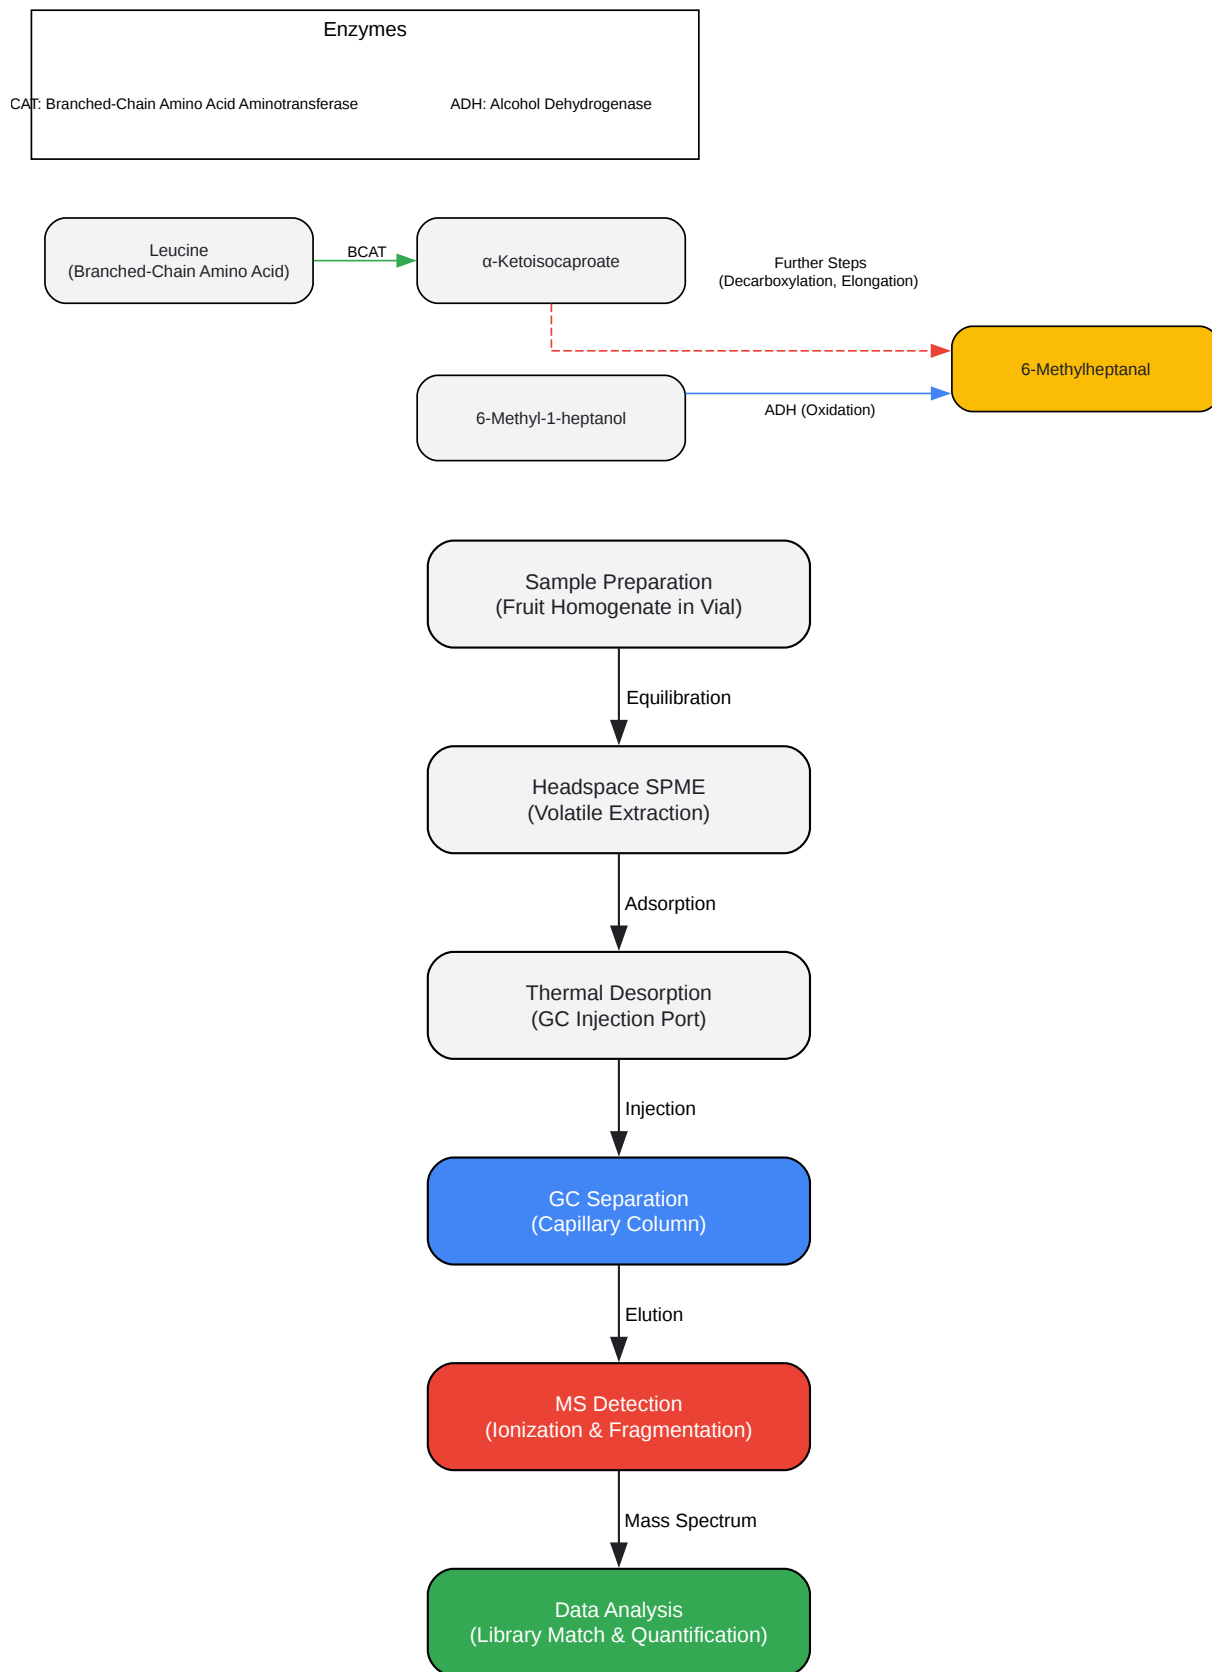 Enzymes
CAT: Branched-Chain Amino Acid Aminotransferase
ADH: Alcohol Dehydrogenase
Leucine
(Branched-Chain Amino Acid)
BCAT
α-Ketoisocaproate
Further Steps
(Decarboxylation, Elongation)
6-Methylheptanal
6-Methyl-1-heptanol
ADH (Oxidation)
Sample Preparation
(Fruit Homogenate in Vial)
Equilibration
Headspace SPME
(Volatile Extraction)
Adsorption
Thermal Desorption
(GC Injection Port)
Injection
GC Separation
(Capillary Column)
Elution
MS Detection
(Ionization & Fragmentation)
Mass Spectrum
Data Analysis
(Library Match & Quantification)